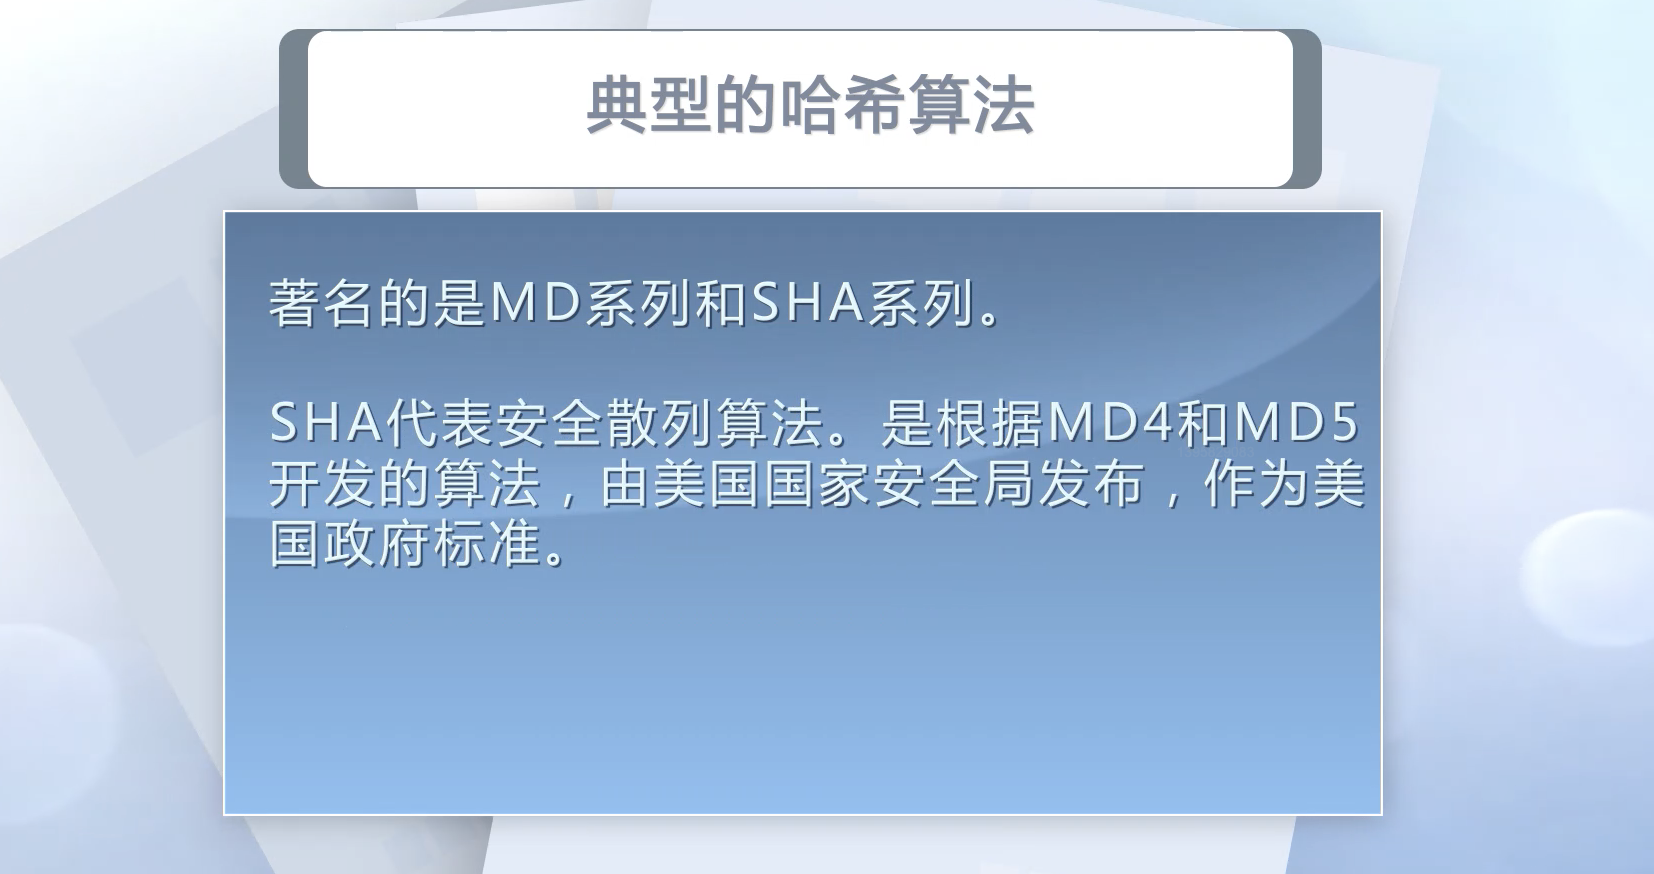 典型的哈希算法
著名的是MD系列和SHA系列。
SHA代表安全散列算法。是根据MD4和MD5
开发的算法，由美国国家安全局发布，作为美
国政府标准。